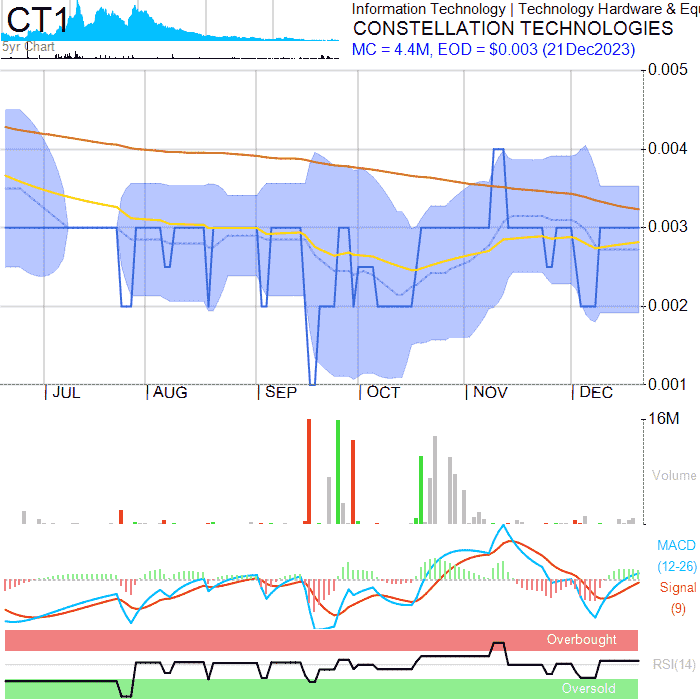 CT1
5yr Chart
Information Technology | Technology Hardware & Equ
CONSTELLATION TECHNOLOGIES
MC = 4.4M, EOD = $0.003 (21Dec2023)
0.005
0.004
0.003
0.002
0.001
JUL AUG SEP OCT NOV DEC
16M
Volume
MACD
(12-26)
Signal
(9)
Overbought
RSI(14)
Oversold